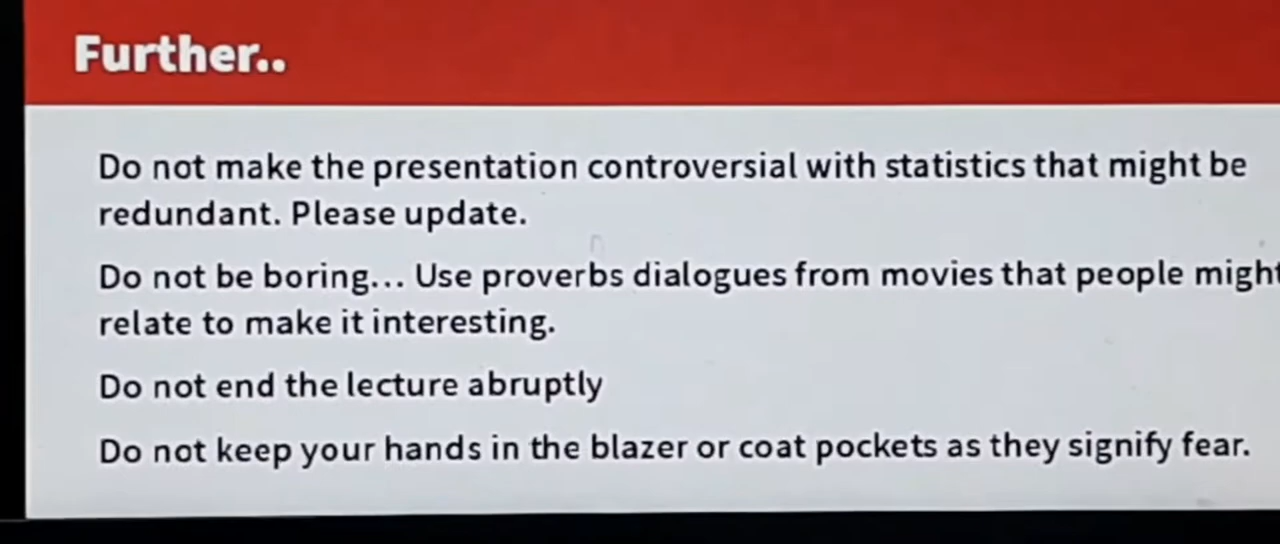 Further..
Do not make the presentation controversial with statistics that might be
redundant. Please update.
Do not be boring... Use proverbs dialogues from movies that people might
relate to make it interesting.
Do not end the lecture abruptly
Do not keep your hands in the blazer or coat pockets as they signify fear.